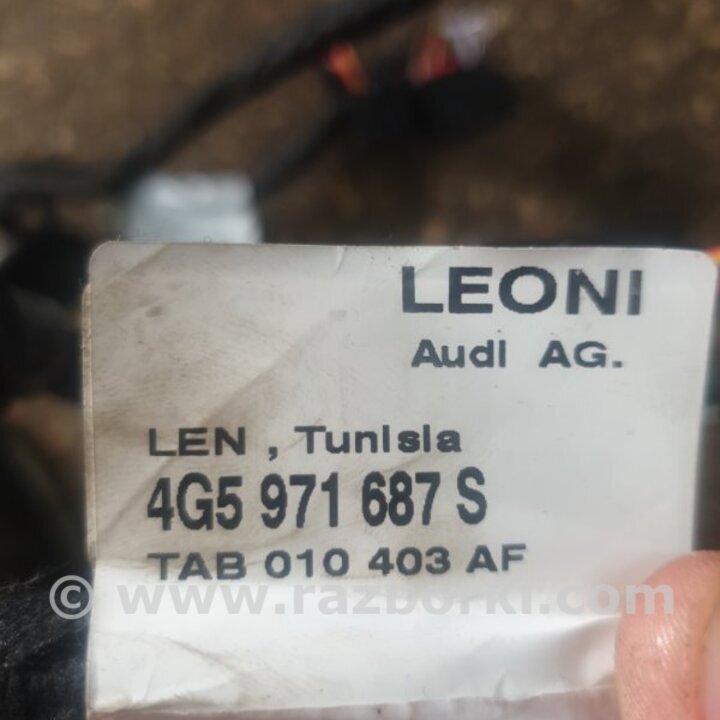 LEONI
Audi AG.
LEN , Tunisia
4G5 971 687 S
TAB 010 403 AF
© www.razborki.com